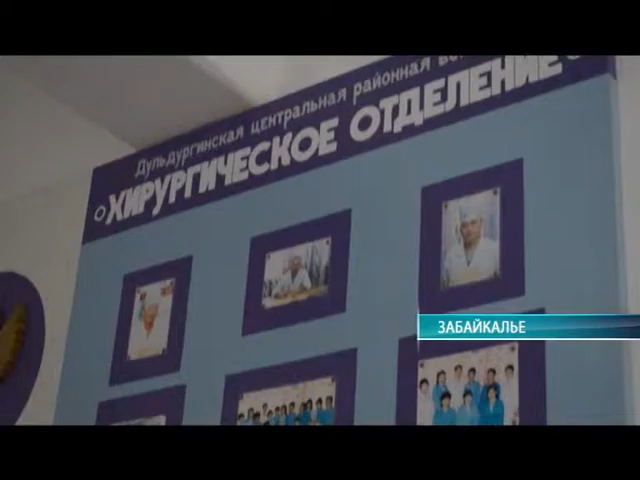 Дульдургинская центральная районная
ХИРУРГИЧЕСКОЕ ОТДЕЛЕНИЕ
ЗАБАЙКАЛЬЕ